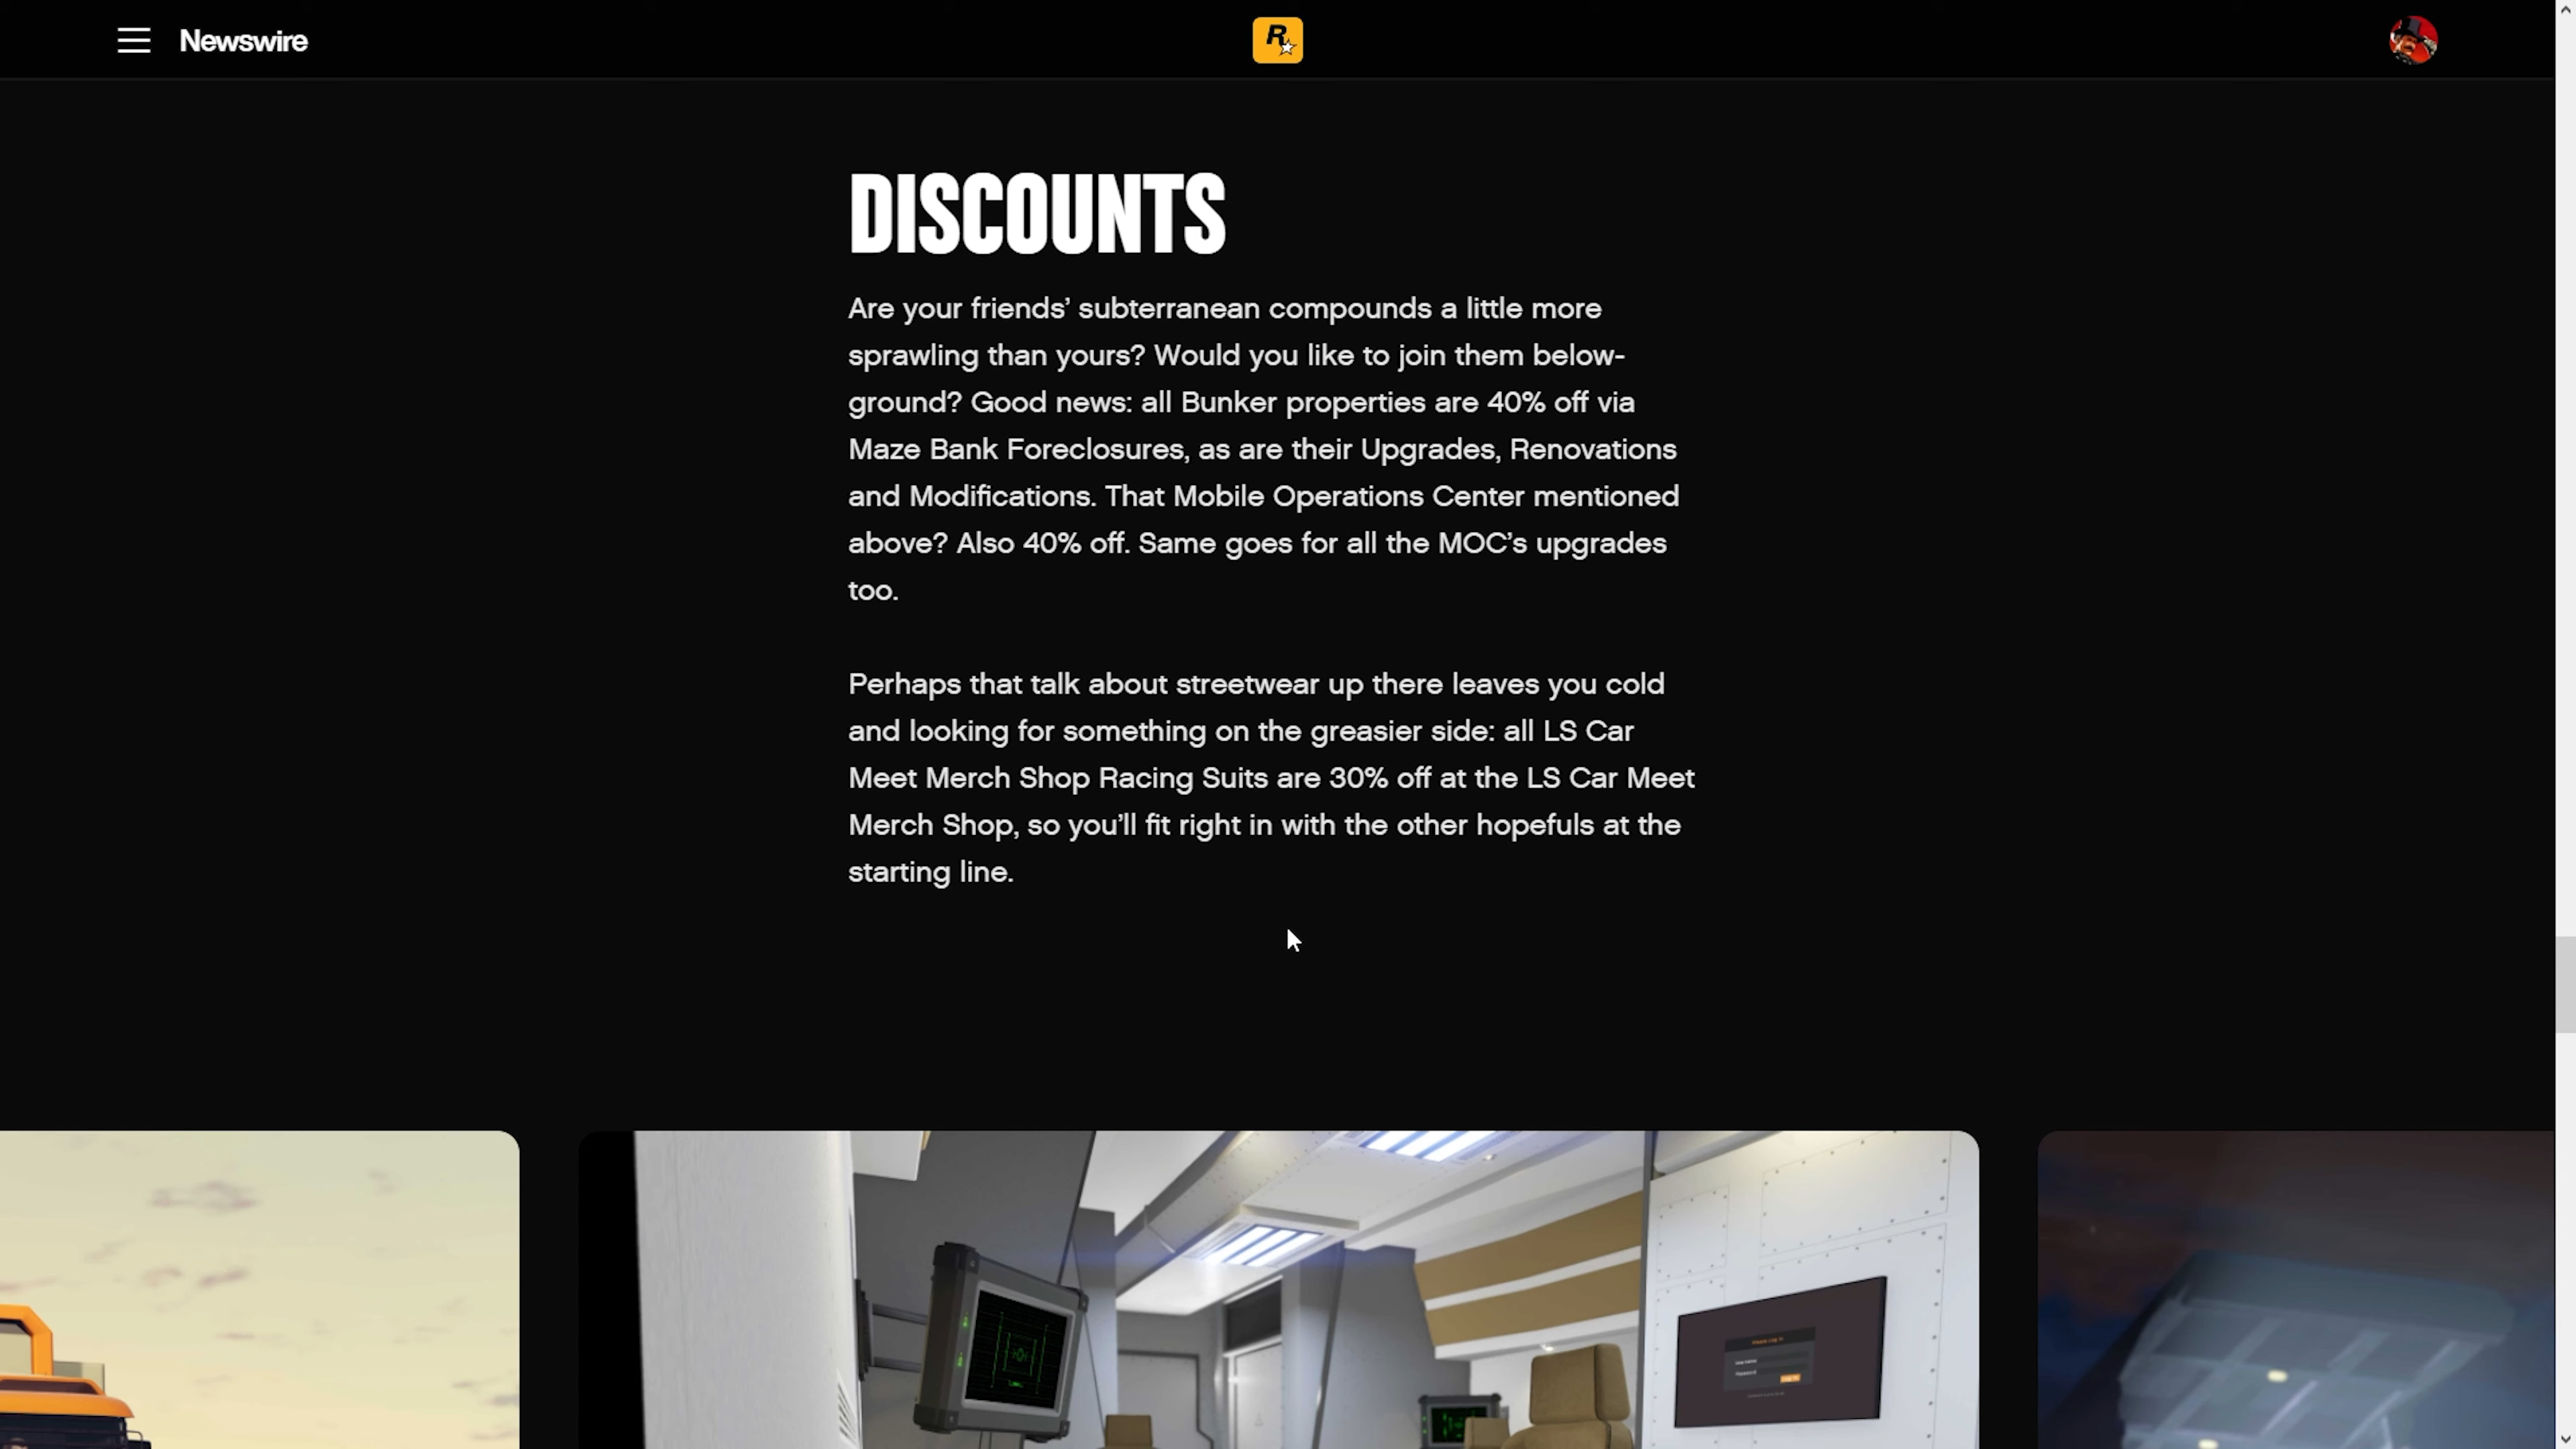 Newswire
R
DISCOUNTS
Are your friends’ subterranean compounds a little more
sprawling than yours? Would you like to join them below-
ground? Good news: all Bunker properties are 40% off via
Maze Bank Foreclosures, as are their Upgrades, Renovations
and Modifications. That Mobile Operations Center mentioned
above? Also 40% off. Same goes for all the MOC’s upgrades
too.
Perhaps that talk about streetwear up there leaves you cold
and looking for something on the greasier side: all LS Car
Meet Merch Shop Racing Suits are 30% off at the LS Car Meet
Merch Shop, so you’ll fit right in with the other hopefuls at the
starting line.